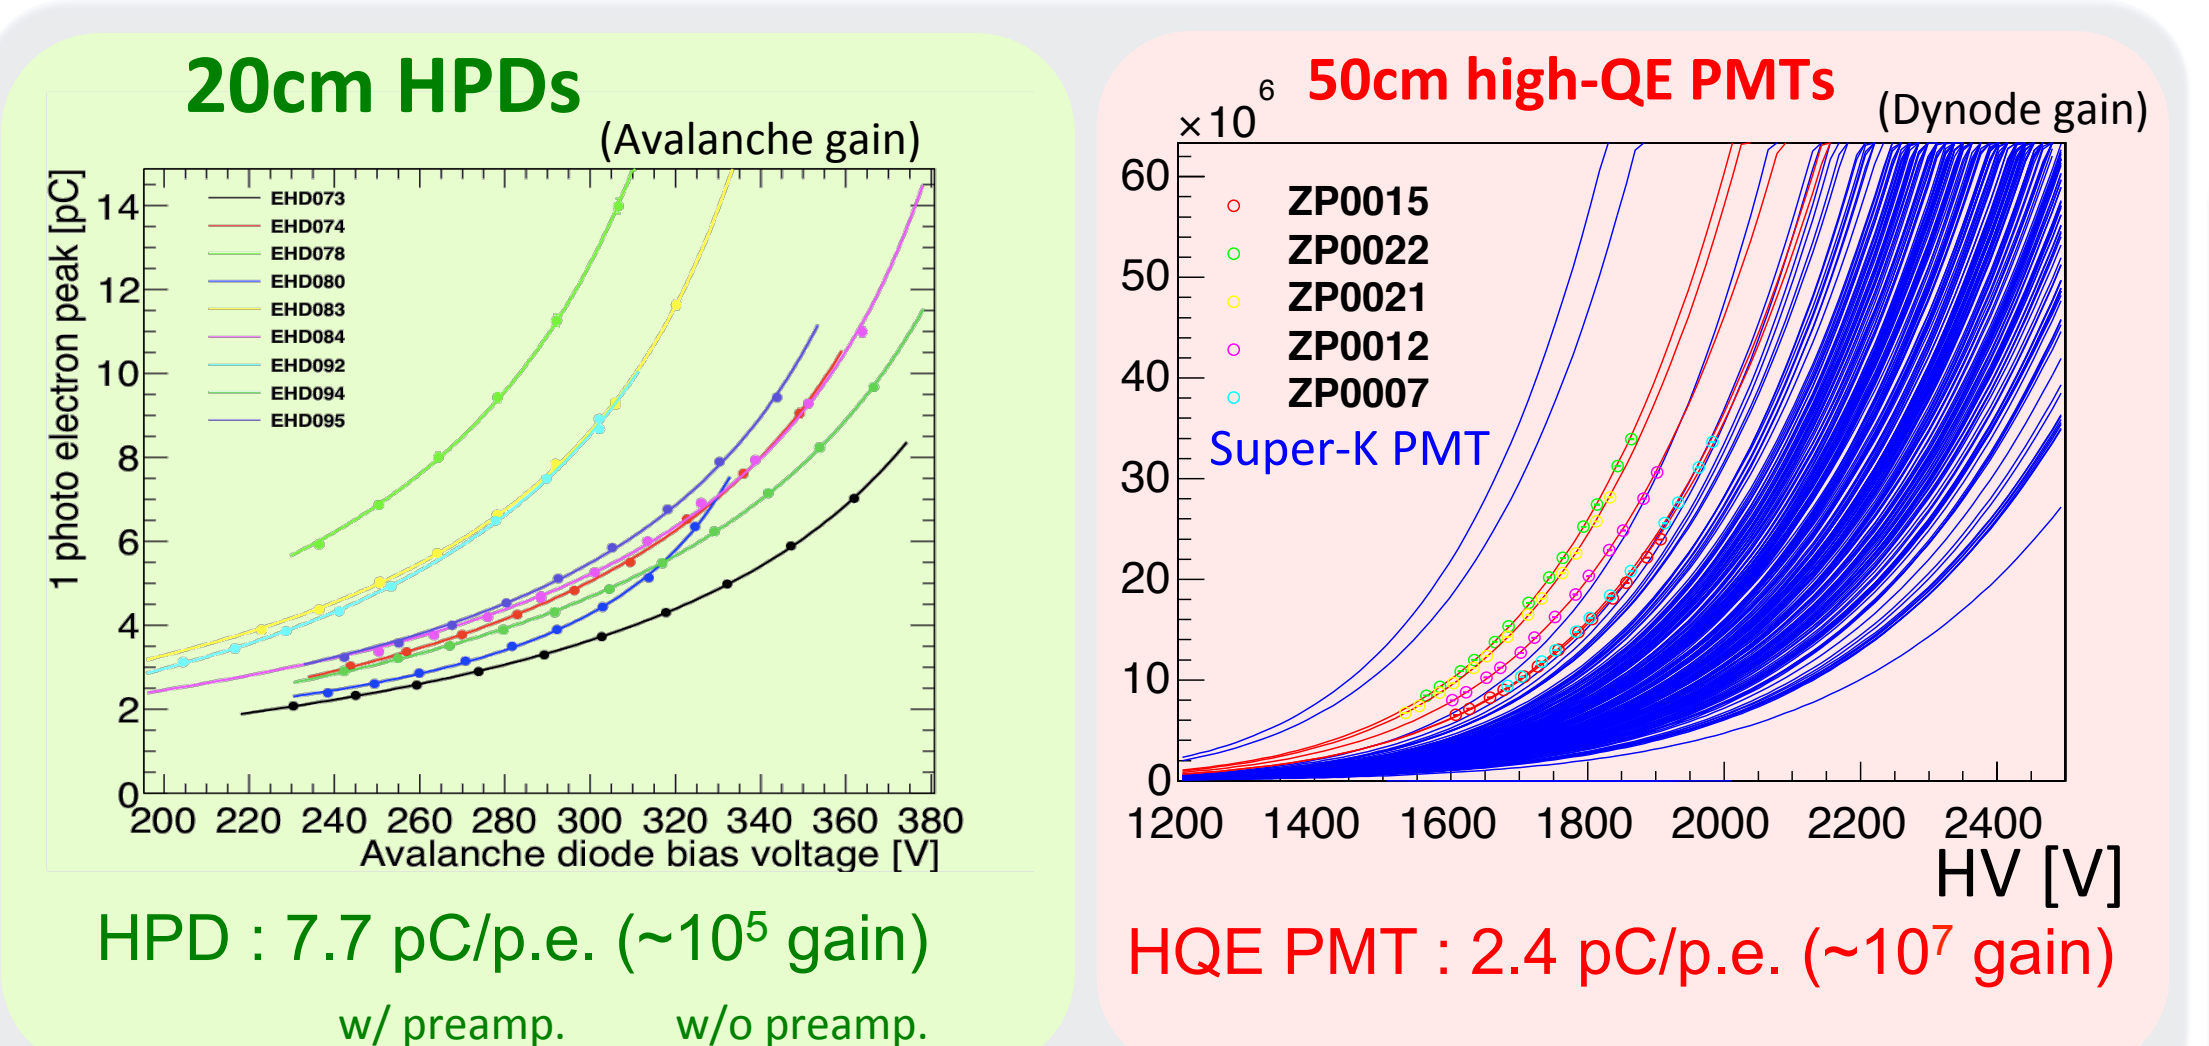 20cm HPDs
(Avalanche gain)
1 photo electron peak [pC]
14
12
10
8
6
4
2
0
EHD073
EHD074
EHD078
EHD080
EHD083
EHD084
EHD092
EHD094
EHD095
200 220 240 260 280 300 320 340 360 380
Avalanche diode bias voltage [V]
HPD : 7.7 pC/p.e. (~10⁵ gain)
w/ preamp. w/o preamp.
50cm high-QE PMTs
×10⁶
(Dynode gain)
60
50
40
30
20
10
0
ZP0015
ZP0022
ZP0021
ZP0012
ZP0007
Super-K PMT
1200 1400 1600 1800 2000 2200 2400
HV [V]
HQE PMT : 2.4 pC/p.e. (~10⁷ gain)